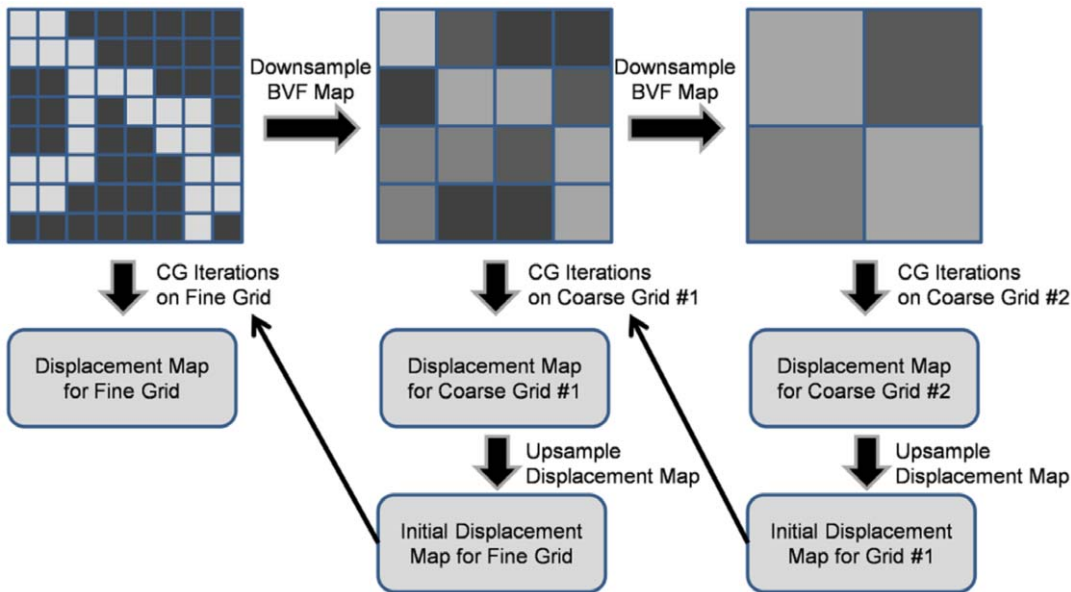 Downsample
BVF Map
Downsample
BVF Map
CG Iterations
on Fine Grid
CG Iterations
on Coarse Grid #1
CG Iterations
on Coarse Grid #2
Displacement Map
for Fine Grid
Displacement Map
for Coarse Grid #1
Displacement Map
for Coarse Grid #2
Upsample
Displacement Map
Upsample
Displacement Map
Initial Displacement
Map for Fine Grid
Initial Displacement
Map for Grid #1